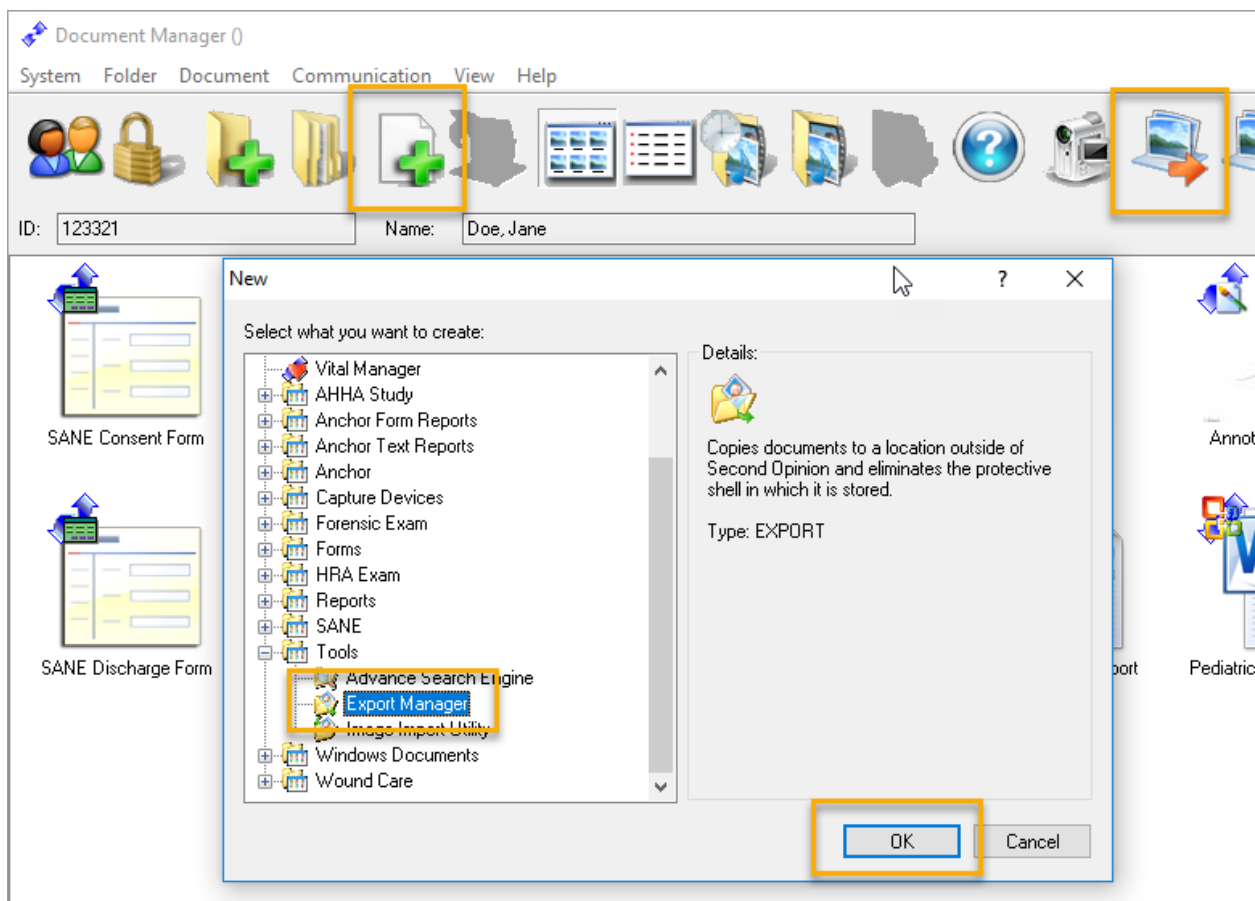 Document Manager ()
System Folder Document Communication View Help
ID: 123321 Name: Doe, Jane
New ?
Select what you want to create:
Vital Manager
AHHA Study
Anchor Form Reports
Anchor Text Reports
Anchor
Capture Devices
Forensic Exam
Forms
HRA Exam
Reports
SANE
Tools
Advance Search Engine
Export Manager
Image Import Utility
Windows Documents
Wound Care
Details:
Copies documents to a location outside of
Second Opinion and eliminates the protective
shell in which it is stored.
Type: EXPORT
OK Cancel
SANE Consent Form
SANE Discharge Form
Annot
port
Pediatric